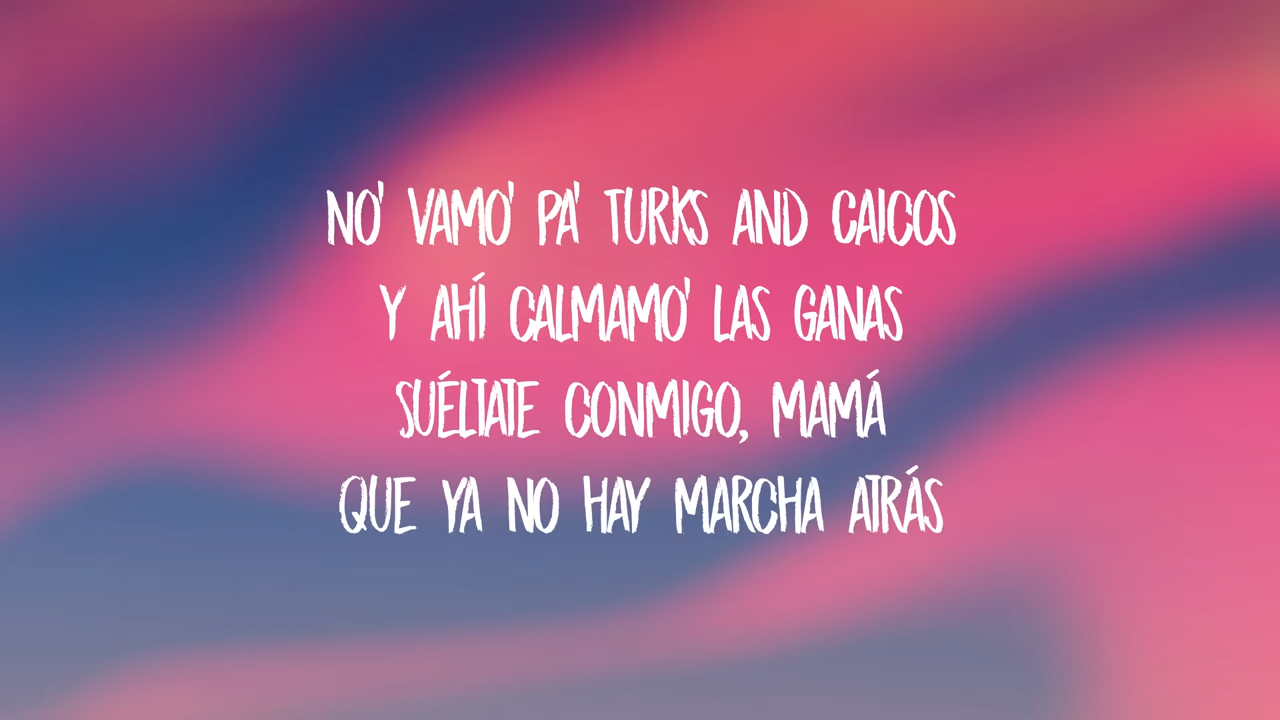 NO' VAMO' PA' TURKS AND CAICOS
Y AHÍ CALMAMO' LAS GANAS
SUÉLTATE CONMIGO, MAMÁ
QUE YA NO HAY MARCHA ATRÁS